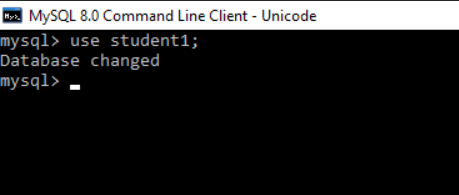 MySQL 8.0 Command Line Client - Unicode
mysql> use student1;
Database changed
mysql>